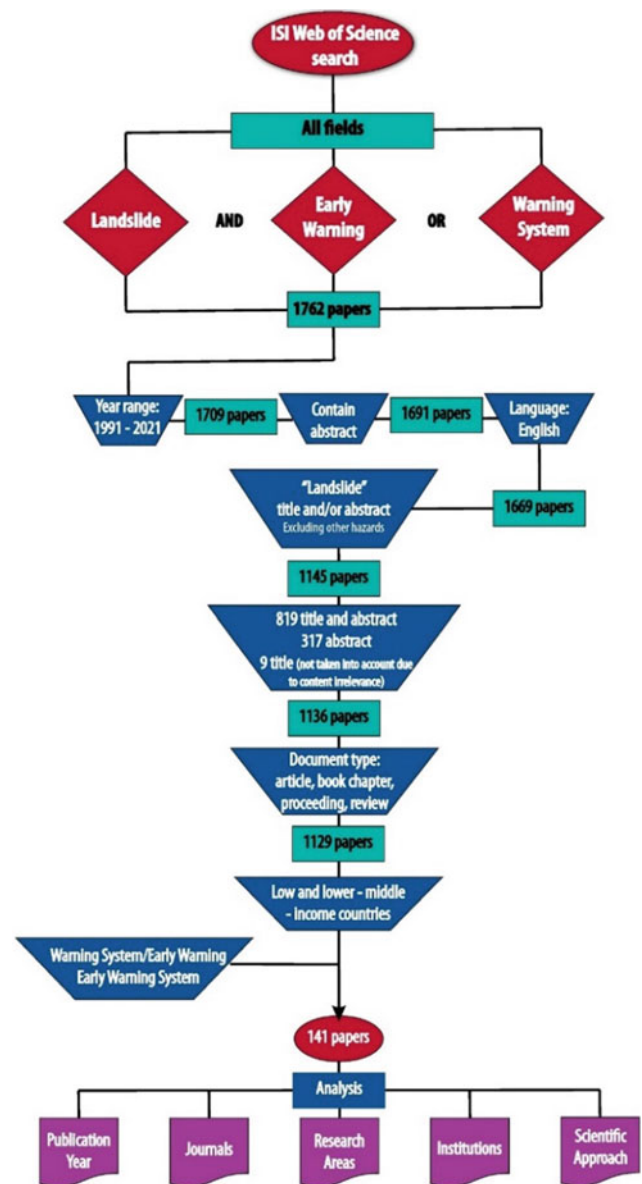 ISI Web of Science
search
All fields
Landslide
AND
Early
Warning
OR
Warning
System
1762 papers
Year range:
1991 - 2021
1709 papers
Contain
abstract
1691 papers
Language:
English
1669 papers
"Landslide"
title and/or abstract
Excluding other hazards
1145 papers
819 title and abstract
317 abstract
9 title (not taken into account due
to content irrelevance)
1136 papers
Document type:
article, book chapter,
proceeding, review
1129 papers
Low and lower - middle
- income countries
Warning System/Early Warning
Early Warning System
141 papers
Analysis
Publication
Year
Journals
Research
Areas
Institutions
Scientific
Approach